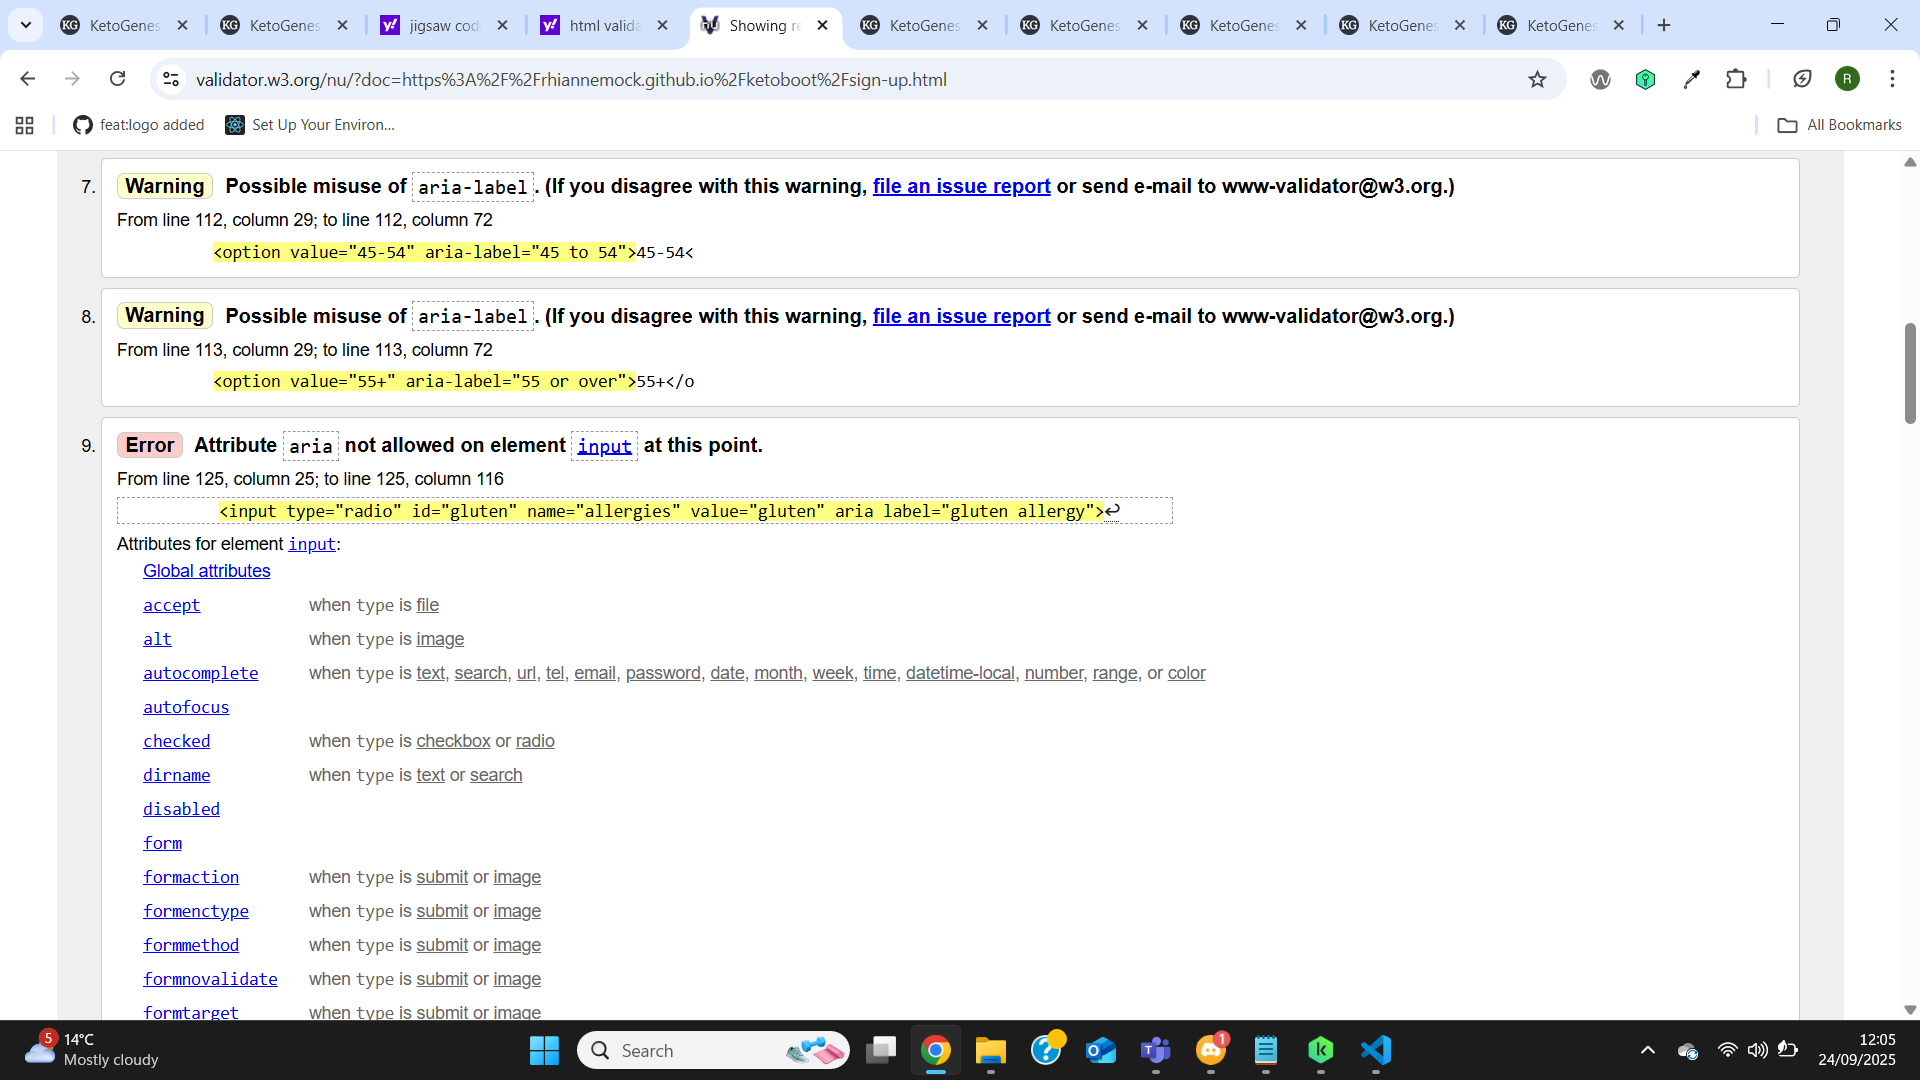 KetoGenes
KetoGenes
jigsaw cod
html valida
Showing re
KetoGenes
KetoGenes
KetoGenes
KetoGenes
KetoGenes
validator.w3.org/nu/?doc=https%3A%2F%2Frhiannemock.github.io%2Fketoboot%2Fsign-up.html
R
feat:logo added
Set Up Your Environ...
All Bookmarks
7. Warning Possible misuse of aria-label. (If you disagree with this warning, file an issue report or send e-mail to www-validator@w3.org.)
From line 112, column 29; to line 112, column 72
<option value="45-54" aria-label="45 to 54">45-54<
8. Warning Possible misuse of aria-label. (If you disagree with this warning, file an issue report or send e-mail to www-validator@w3.org.)
From line 113, column 29; to line 113, column 72
<option value="55+" aria-label="55 or over">55+</o
9. Error Attribute aria not allowed on element input at this point.
From line 125, column 25; to line 125, column 116
<input type="radio" id="gluten" name="allergies" value="gluten" aria label="gluten allergy">↩
Attributes for element input:
Global attributes
accept when type is file
alt when type is image
autocomplete when type is text, search, url, tel, email, password, date, month, week, time, datetime-local, number, range, or color
autofocus
checked when type is checkbox or radio
dirname when type is text or search
disabled
form
formaction when type is submit or image
formenctype when type is submit or image
formmethod when type is submit or image
formnovalidate when type is submit or image
formtarget when type is submit or image
5
14°C
Mostly cloudy
Search
1
12:05
24/09/2025